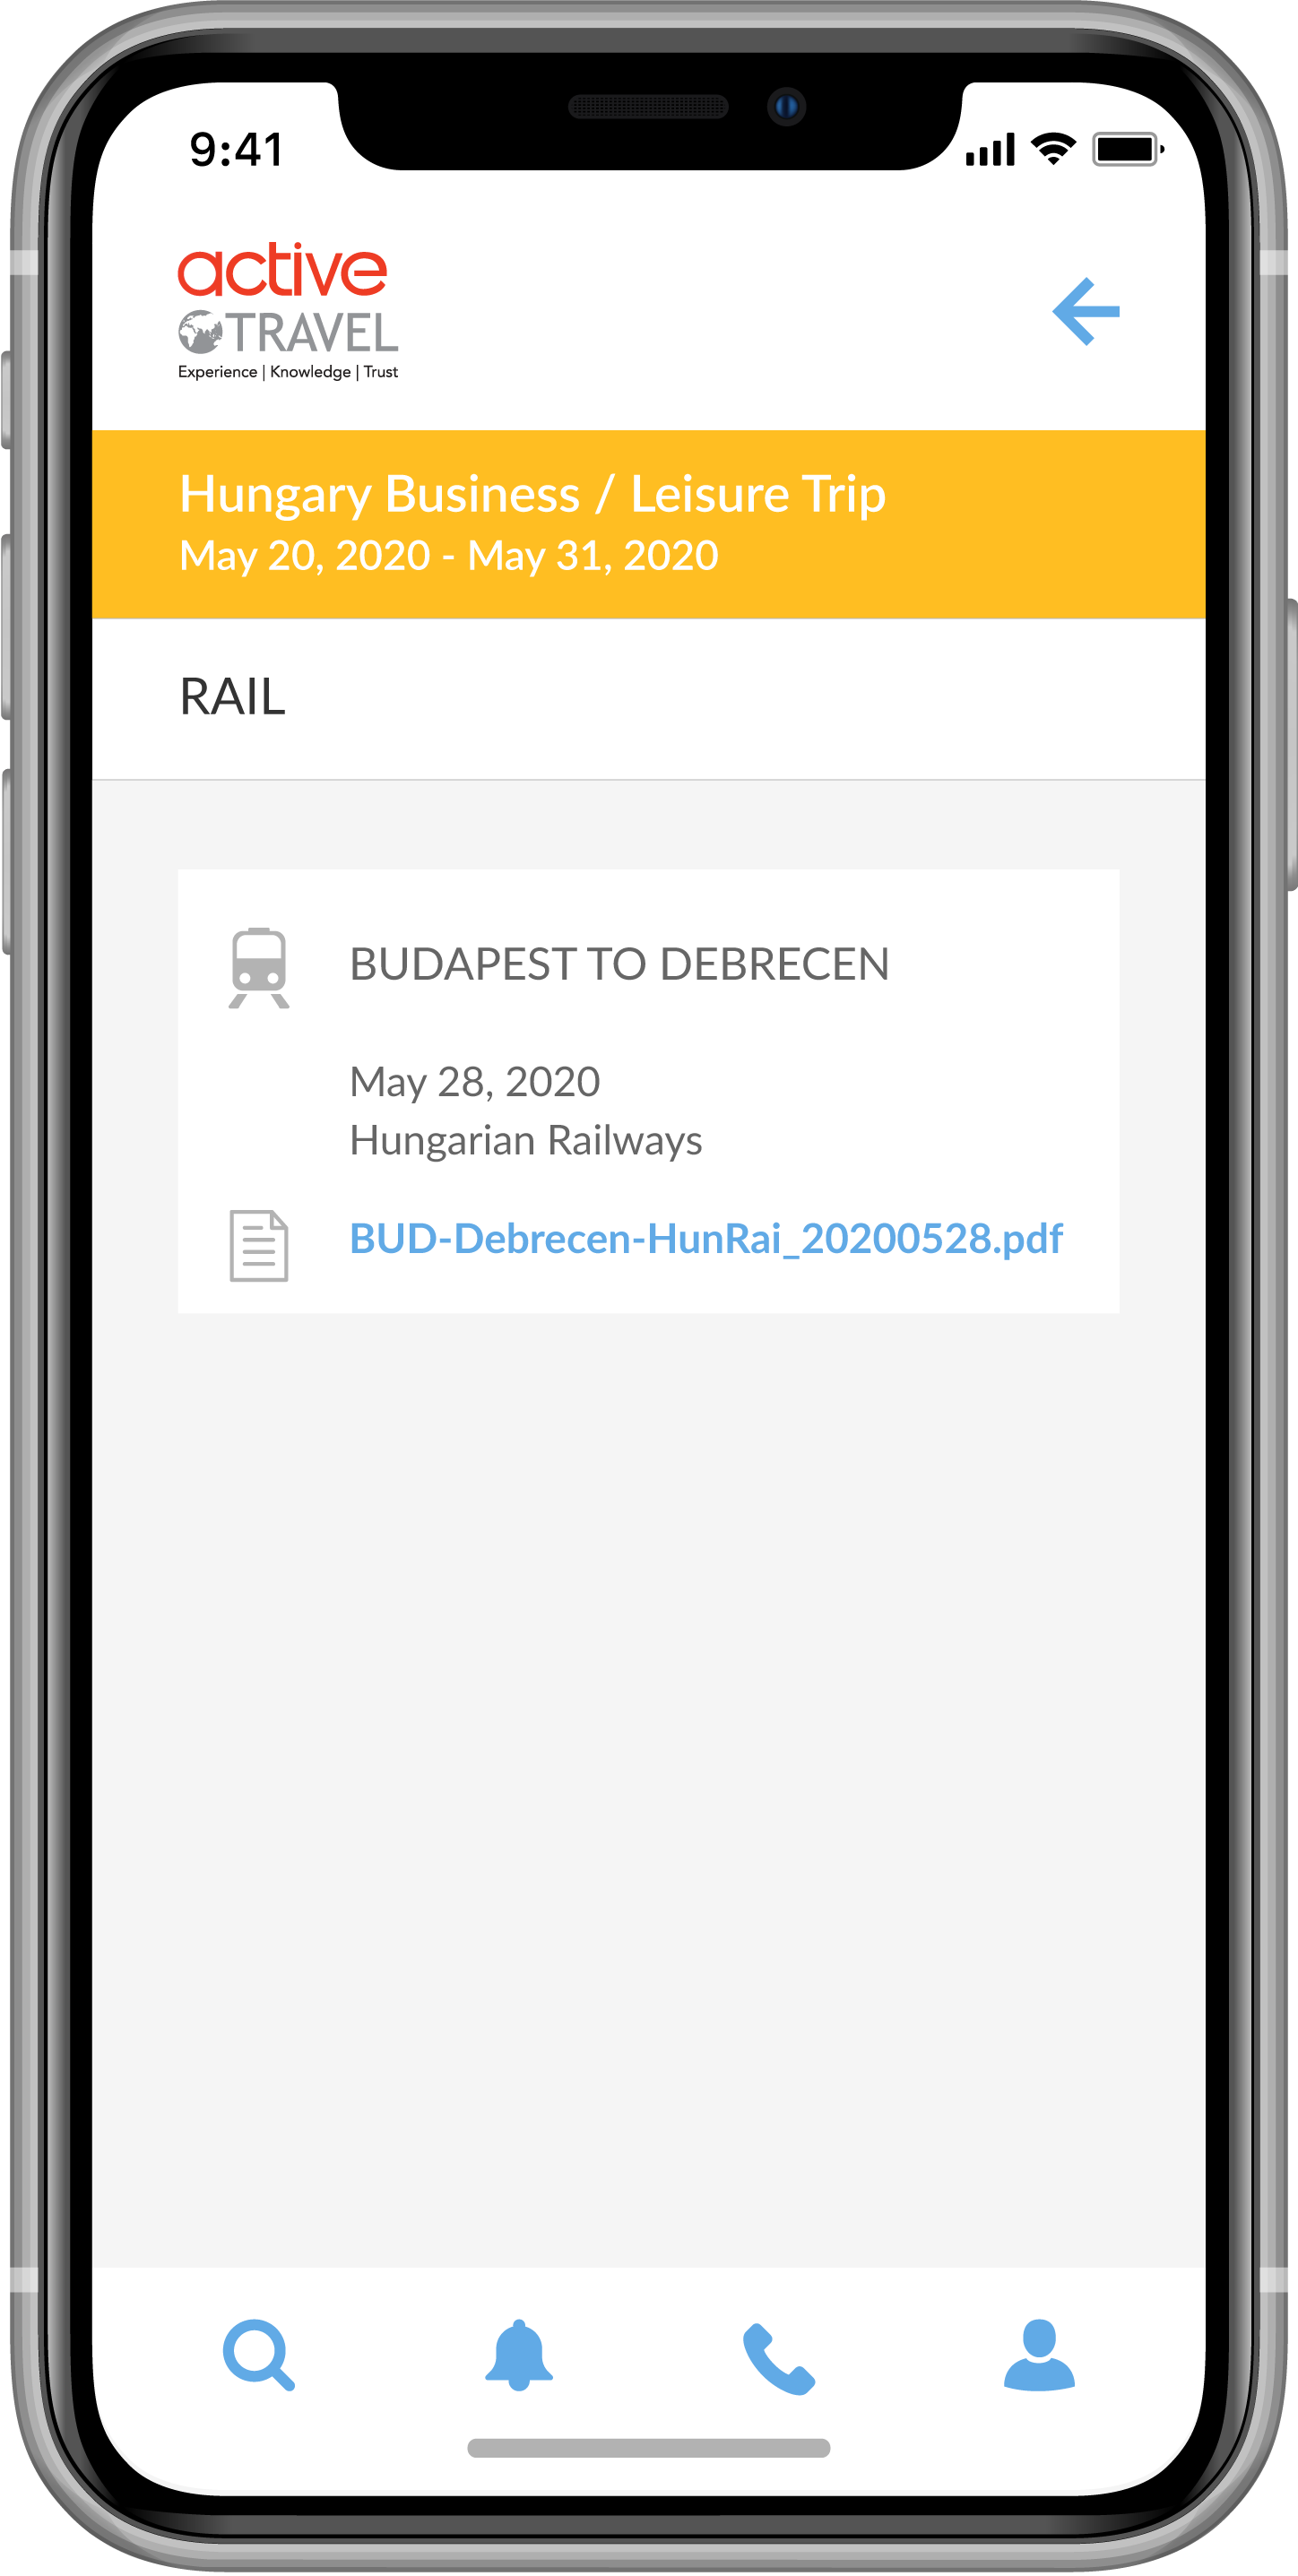 9:41
active
TRAVEL
Experience | Knowledge | Trust
Hungary Business / Leisure Trip
May 20, 2020 - May 31, 2020
RAIL
BUDAPEST TO DEBRECEN
May 28, 2020
Hungarian Railways
BUD-Debrecen-HunRai_20200528.pdf